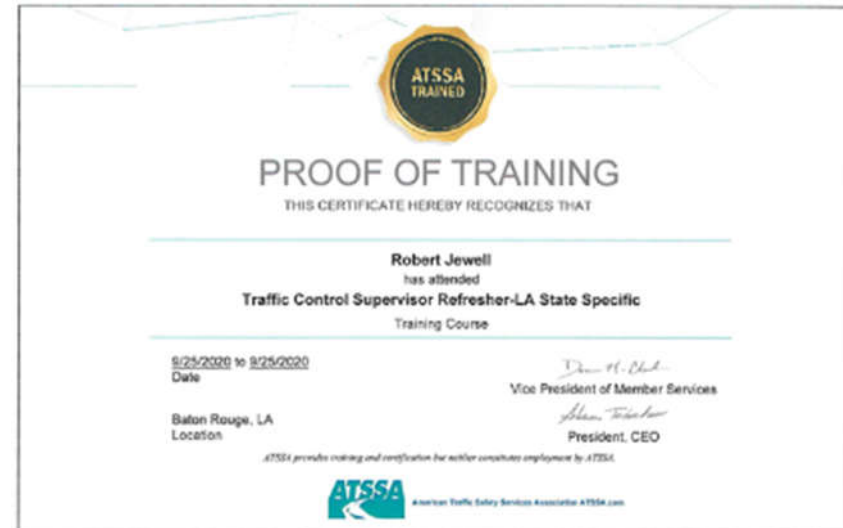 ATSSA
TRAINED
PROOF OF TRAINING
THIS CERTIFICATE HEREBY RECOGNIZES THAT
Robert Jewell
has attended
Traffic Control Supervisor Refresher-LA State Specific
Training Course
9/25/2020 to 9/25/2020
Date
Vice President of Member Services
Baton Rouge, LA
Location
President, CEO
ATSSA provides training and certification but neither constitutes employment by ATSSA.
ATSSA
American Traffic Safety Services Association ATSSA.com